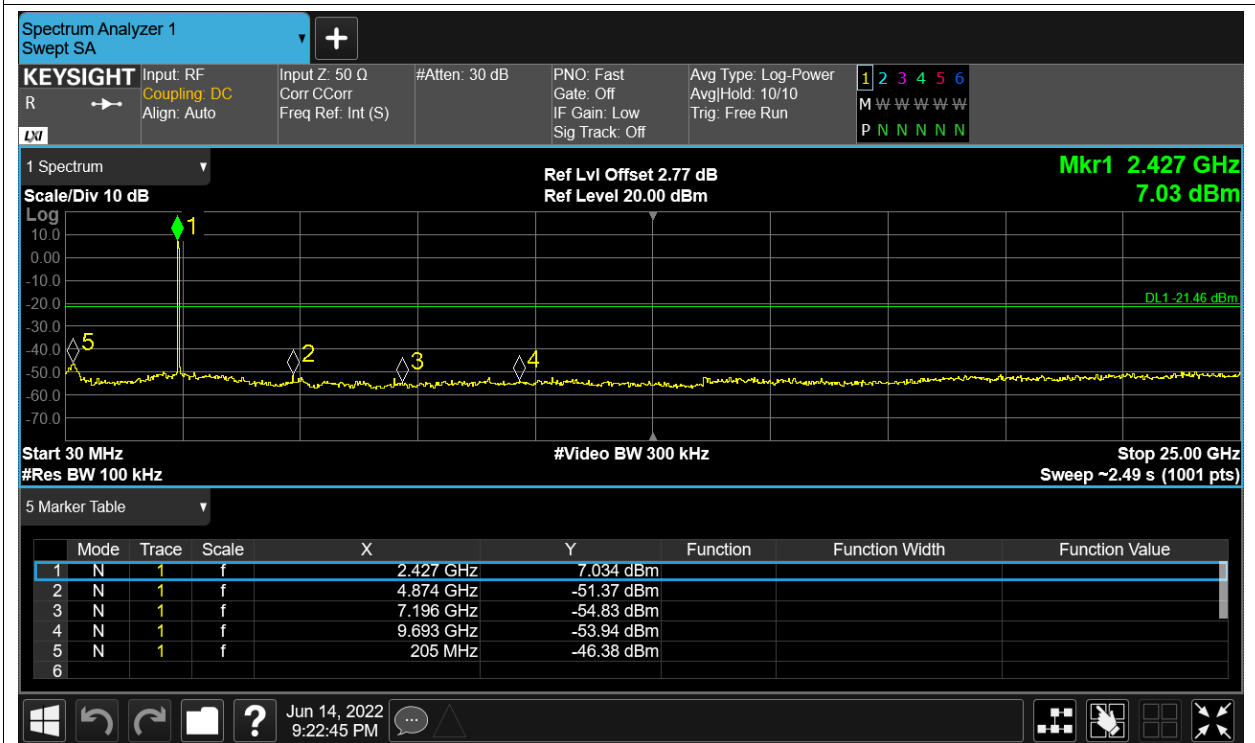 Spectrum Analyzer 1
Swept SA
KEYSIGHT Input: RF Input Z: 50 Ω #Atten: 30 dB PNO: Fast Avg Type: Log-Power 1 2 3 4 5 6
R Coupling: DC Corr CCorr Gate: Off Avg|Hold: 10/10 M W W W W W
Align: Auto Freq Ref: Int (S) IF Gain: Low Trig: Free Run
LXI Sig Track: Off P N N N N N
1 Spectrum Ref Lvl Offset 2.77 dB Mkr1 2.427 GHz
Scale/Div 10 dB Ref Level 20.00 dBm 7.03 dBm
Log
1
10.0
0.00
-10.0
-20.0 DL1 -21.46 dBm
-30.0
5
-40.0 2 3 4
-50.0
-60.0
-70.0
Start 30 MHz #Video BW 300 kHz Stop 25.00 GHz
#Res BW 100 kHz Sweep ~2.49 s (1001 pts)
5 Marker Table
Mode Trace Scale X Y Function Function Width Function Value
1 N 1 f 2.427 GHz 7.034 dBm
2 N 1 f 4.874 GHz -51.37 dBm
3 N 1 f 7.196 GHz -54.83 dBm
4 N 1 f 9.693 GHz -53.94 dBm
5 N 1 f 205 MHz -46.38 dBm
6
? Jun 14, 2022
9:22:45 PM